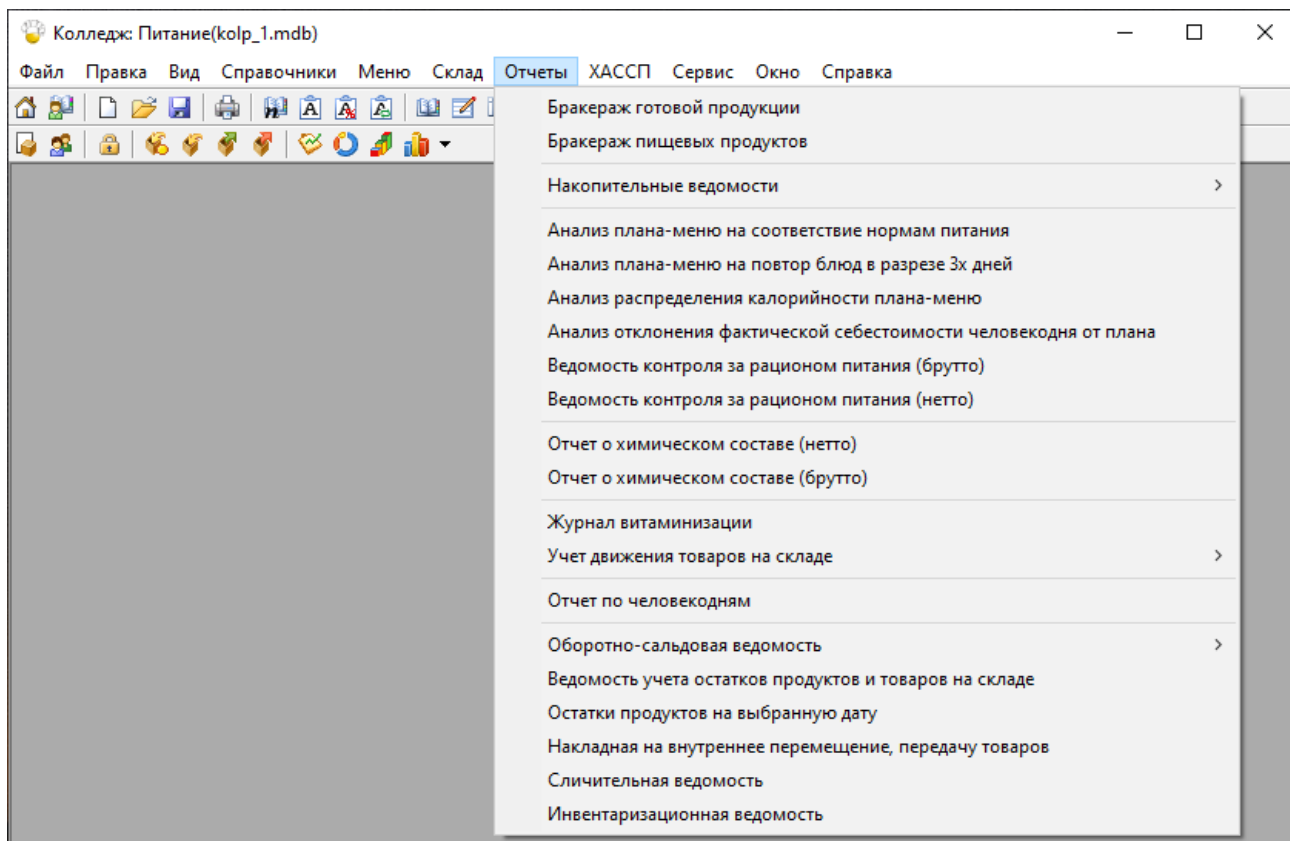 Колледж: Питание(kolp_1.mdb)
Файл Правка Вид Справочники Меню Склад Отчеты ХАССП Сервис Окно Справка
Бракераж готовой продукции
Бракераж пищевых продуктов
Накопительные ведомости
Анализ плана-меню на соответствие нормам питания
Анализ плана-меню на повтор блюд в разрезе 3х дней
Анализ распределения калорийности плана-меню
Анализ отклонения фактической себестоимости человекодня от плана
Ведомость контроля за рационом питания (брутто)
Ведомость контроля за рационом питания (нетто)
Отчет о химическом составе (нетто)
Отчет о химическом составе (брутто)
Журнал витаминизации
Учет движения товаров на складе
Отчет по человекодням
Оборотно-сальдовая ведомость
Ведомость учета остатков продуктов и товаров на складе
Остатки продуктов на выбранную дату
Накладная на внутреннее перемещение, передачу товаров
Сличительная ведомость
Инвентаризационная ведомость